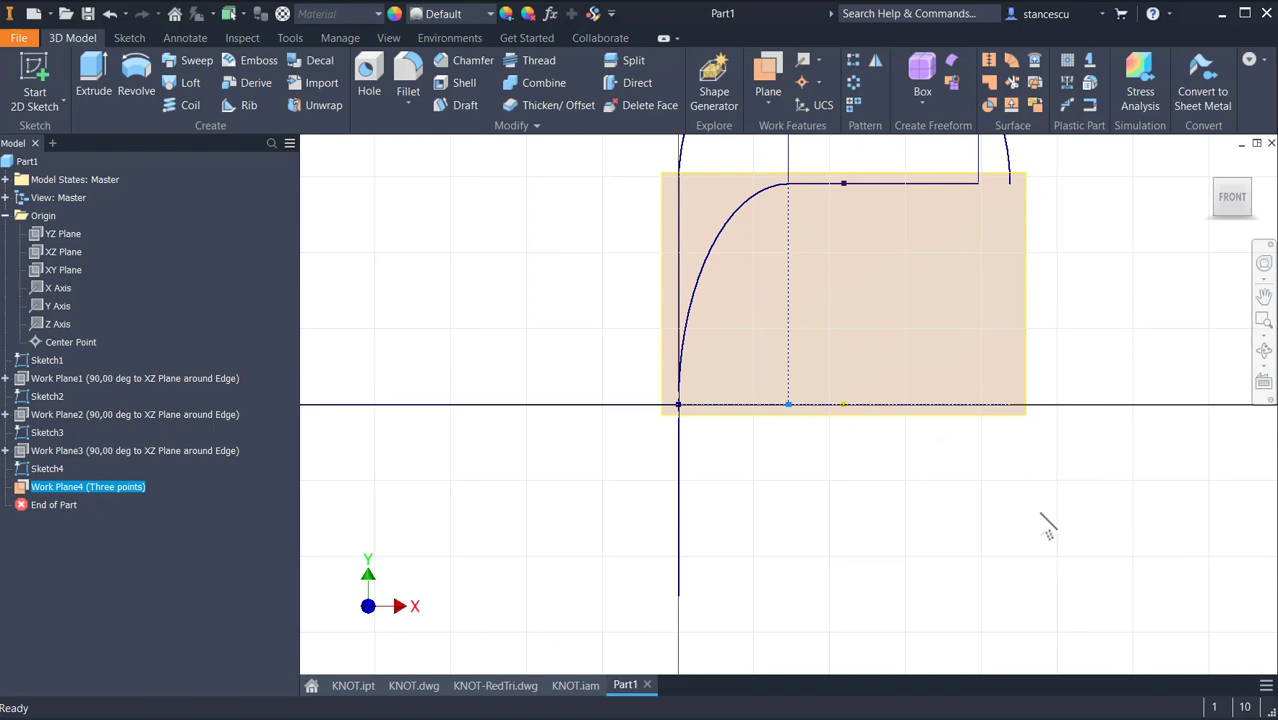 Material
Default
Part1
Search Help & Commands...
stancescu
File
3D Model
Sketch
Annotate
Inspect
Tools
Manage
View
Environments
Get Started
Collaborate
Start
2D Sketch
Sketch
Extrude
Revolve
Sweep
Emboss
Decal
Loft
Derive
Import
Coil
Rib
Unwrap
Create
Hole
Fillet
Chamfer
Thread
Split
Shell
Combine
Direct
Draft
Thicken/ Offset
Delete Face
Modify
Shape
Generator
Explore
Plane
UCS
Work Features
Pattern
Box
Create Freeform
Surface
Plastic Part
Stress
Analysis
Simulation
Convert to
Sheet Metal
Convert
Model
Part1
Model States: Master
View: Master
Origin
YZ Plane
XZ Plane
XY Plane
X Axis
Y Axis
Z Axis
Center Point
Sketch1
Work Plane1 (90,00 deg to XZ Plane around Edge)
Sketch2
Work Plane2 (90,00 deg to XZ Plane around Edge)
Sketch3
Work Plane3 (90,00 deg to XZ Plane around Edge)
Sketch4
Work Plane4 (Three points)
End of Part
FRONT
Y
X
KNOT.ipt
KNOT.dwg
KNOT-RedTri.dwg
KNOT.iam
Part1
Ready
1
10